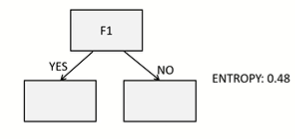 F1
YES
NO
ENTROPY: 0.48